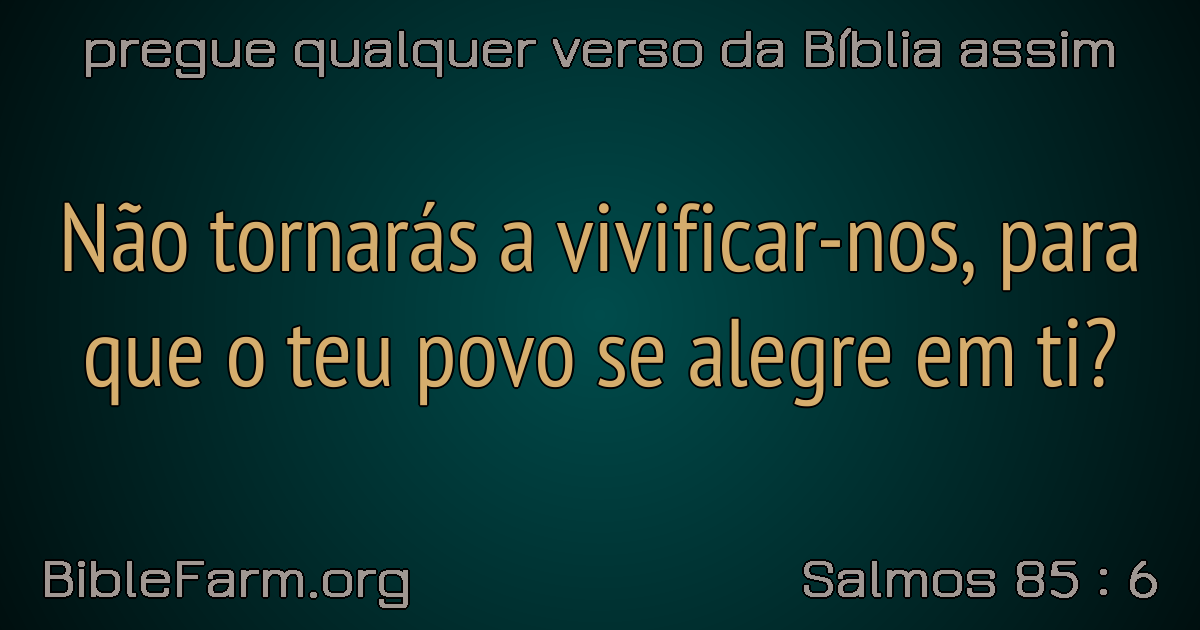 pregue qualquer verso da Bíblia assim
Não tornarás a vivificar-nos, para
que o teu povo se alegre em ti?
BibleFarm.org
Salmos 85 : 6